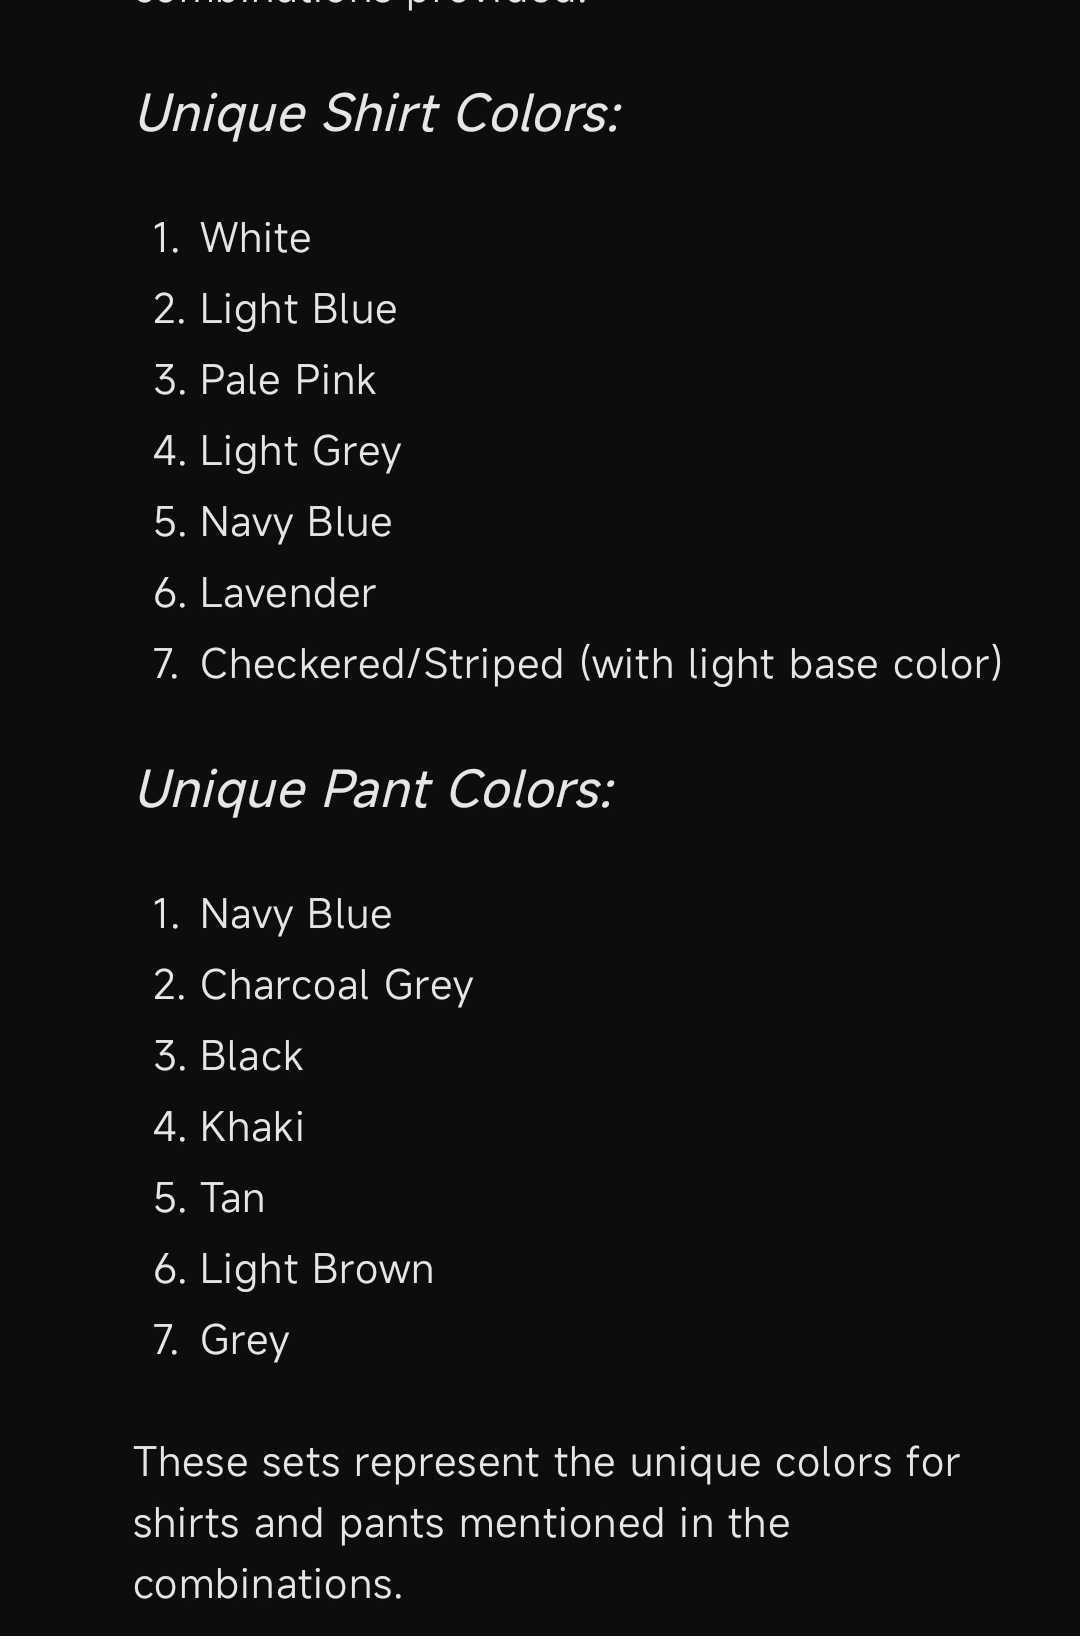 combinations provided.
Unique Shirt Colors:
1. White
2. Light Blue
3. Pale Pink
4. Light Grey
5. Navy Blue
6. Lavender
7. Checkered/Striped (with light base color)
Unique Pant Colors:
1. Navy Blue
2. Charcoal Grey
3. Black
4. Khaki
5. Tan
6. Light Brown
7. Grey
These sets represent the unique colors for
shirts and pants mentioned in the
combinations.